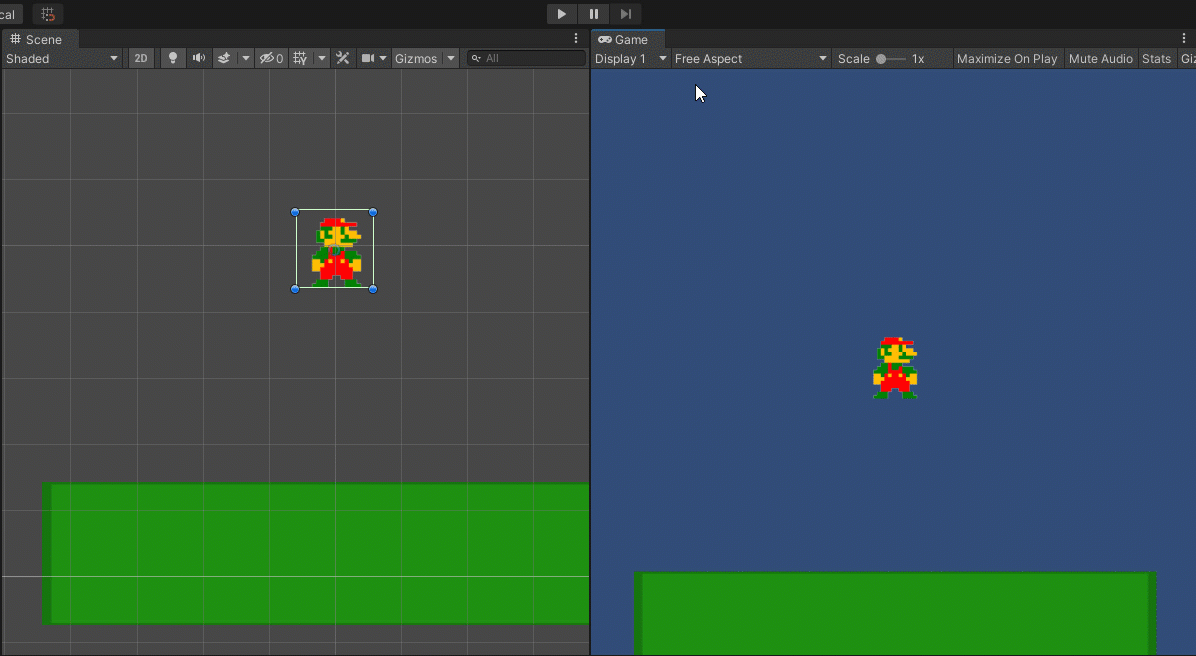 cal
Scene
Game
Shaded
2D
0
Gizmos
All
Display 1
Free Aspect
Scale
1x
Maximize On Play
Mute Audio
Stats
Giz